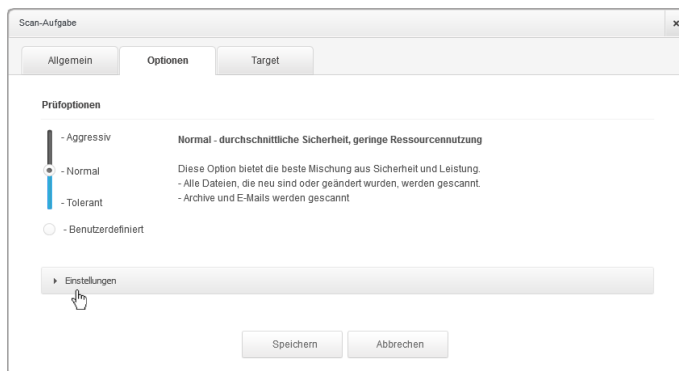 Scan-Aufgabe
Allgemein
Optionen
Target
Prüfoptionen
- Aggressiv
- Normal
- Tolerant
- Benutzerdefiniert
Normal - durchschnittliche Sicherheit, geringe Ressourcennutzung
Diese Option bietet die beste Mischung aus Sicherheit und Leistung.
- Alle Dateien, die neu sind oder geändert wurden, werden gescannt.
- Archive und E-Mails werden gescannt
Einstellungen
Speichern
Abbrechen